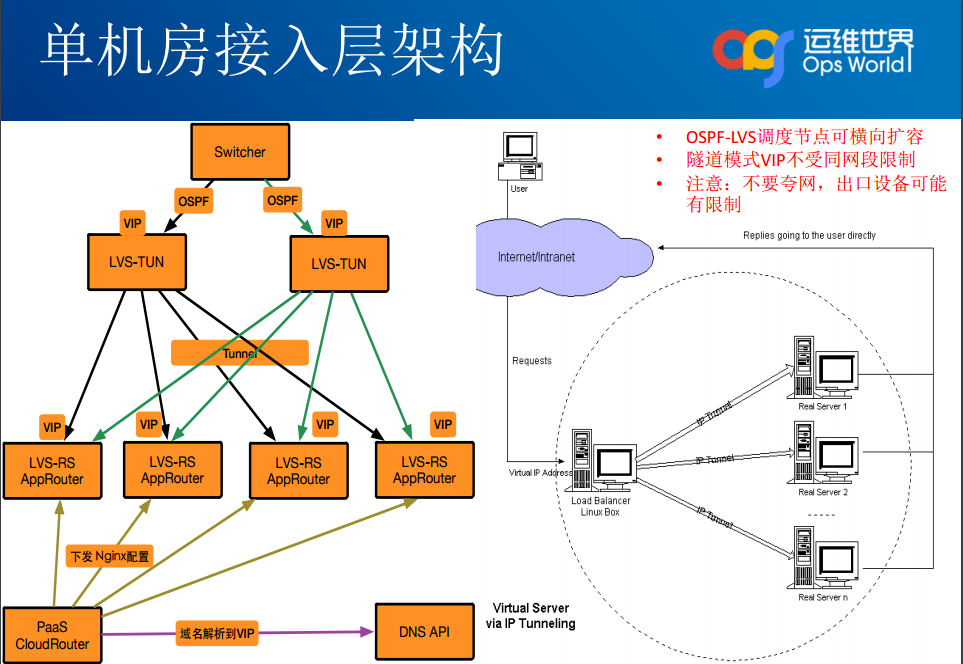 单机房接入层架构
运维世界
Ops World
Switcher
OSPF
OSPF
VIP
VIP
LVS-TUN
LVS-TUN
Tunnel
VIP
VIP
VIP
VIP
LVS-RS
AppRouter
LVS-RS
AppRouter
LVS-RS
AppRouter
LVS-RS
AppRouter
下发 Nginx配置
PaaS
CloudRouter
域名解析到VIP
DNS API
• OSPF-LVS调度节点可横向扩容
• 隧道模式VIP不受同网段限制
• 注意：不要夸网，出口设备可能
有限制
User
Replies going to the user directly
Internet/Intranet
Requests
IP Tunnel
Real Server 1
Virtual IP Address
IP Tunnel
Load Balancer
Linux Box
Real Server 2
IP Tunnel
Real Server n
Virtual Server
via IP Tunneling